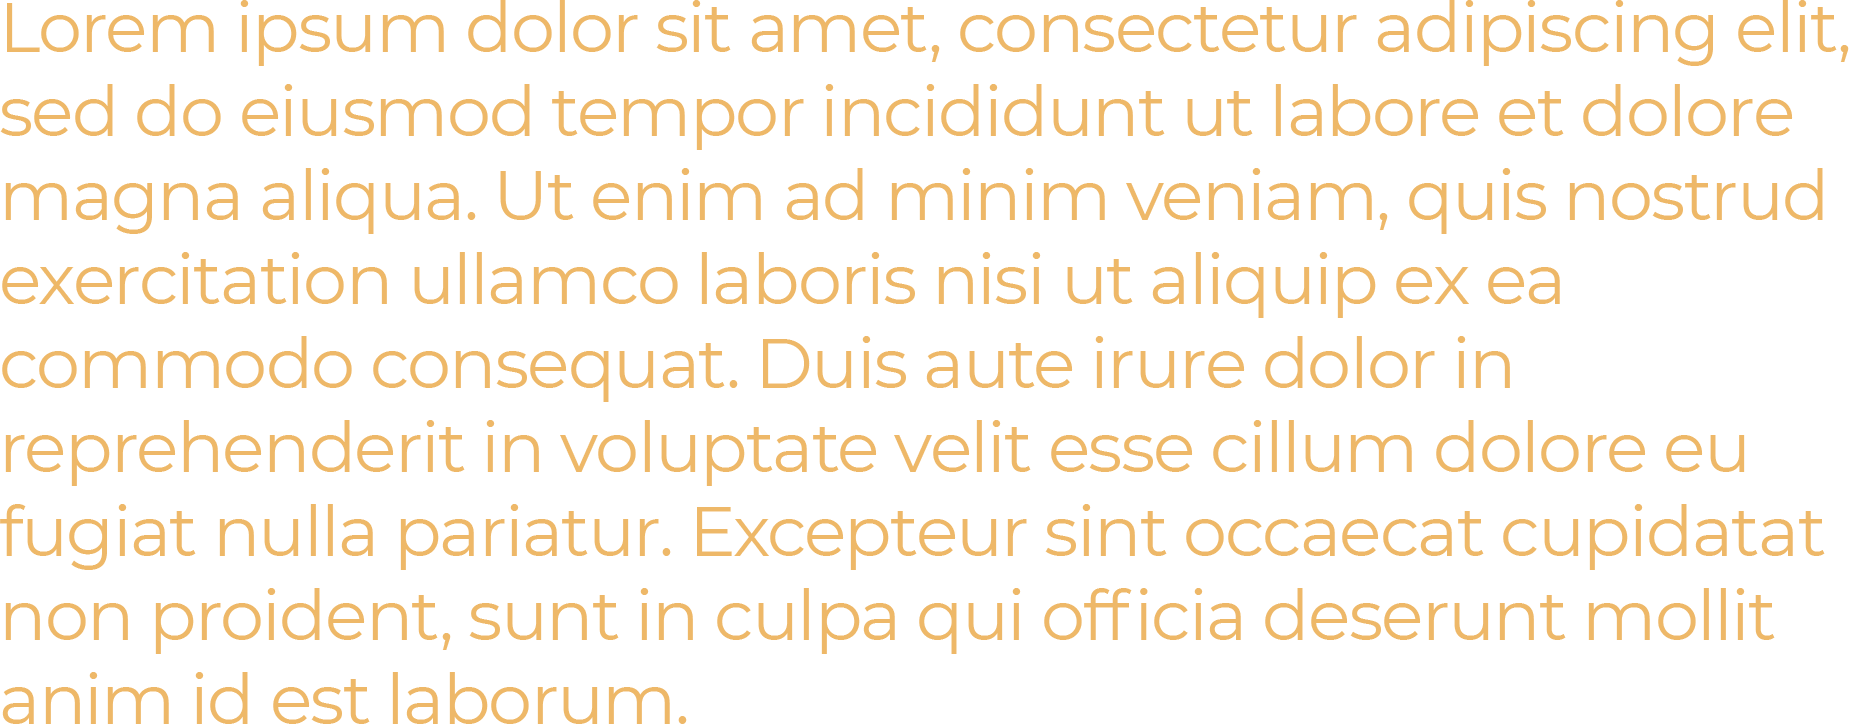 Lorem ipsum dolor sit amet, consectetur adipiscing elit,
sed do eiusmod tempor incididunt ut labore et dolore
magna aliqua. Ut enim ad minim veniam, quis nostrud
exercitation ullamco laboris nisi ut aliquip ex ea
commodo consequat. Duis aute irure dolor in
reprehenderit in voluptate velit esse cillum dolore eu
fugiat nulla pariatur. Excepteur sint occaecat cupidatat
non proident, sunt in culpa qui officia deserunt mollit
anim id est laborum.